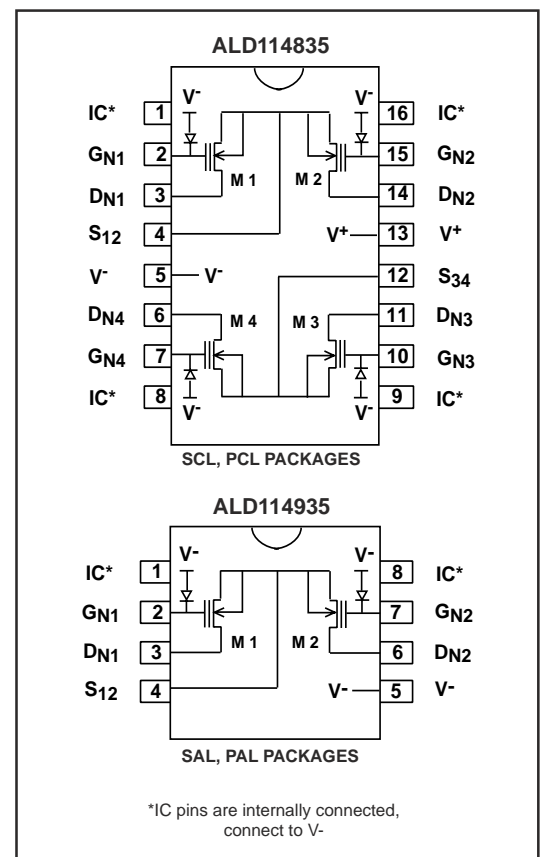 ALD114835
IC* 1 V- V- 16 IC*
GN1 2 15 GN2
M 1 M 2
DN1 3 14 DN2
S12 4 V+ 13 V+
V- 5 V- 12 S34
DN4 6 M 4 M 3 11 DN3
GN4 7 10 GN3
IC* 8 V- V- 9 IC*
SCL, PCL PACKAGES
ALD114935
IC* 1 V- V- 8 IC*
GN1 2 7 GN2
DN1 3 M 1 M 2 6 DN2
S12 4 V- 5 V-
SAL, PAL PACKAGES
*IC pins are internally connected,
connect to V-